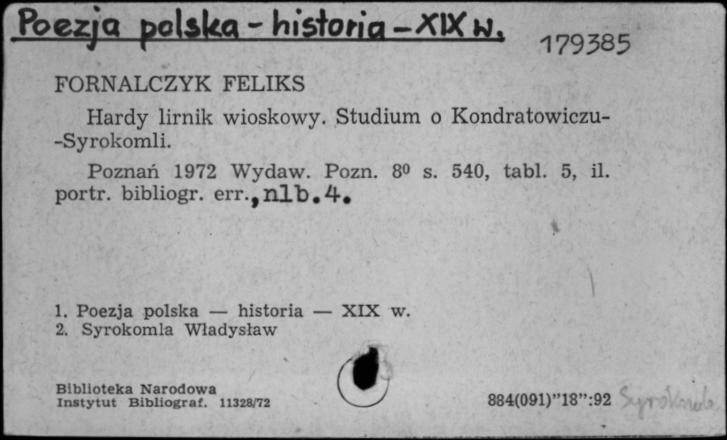 Poezja polska - historia - XIX w.
179385
FORNALCZYK FELIKS
Hardy lirnik wioskowy. Studium o Kondratowiczu-
-Syrokomli.
Poznań 1972 Wydaw. Pozn. 8⁰ s. 540, tabl. 5, il.
portr. bibliogr. err., nlb. 4.
1. Poezja polska — historia — XIX w.
2. Syrokomla Władysław
Biblioteka Narodowa
Instytut Bibliograf. 11328/72
884(091)"18":92 Syrokomla